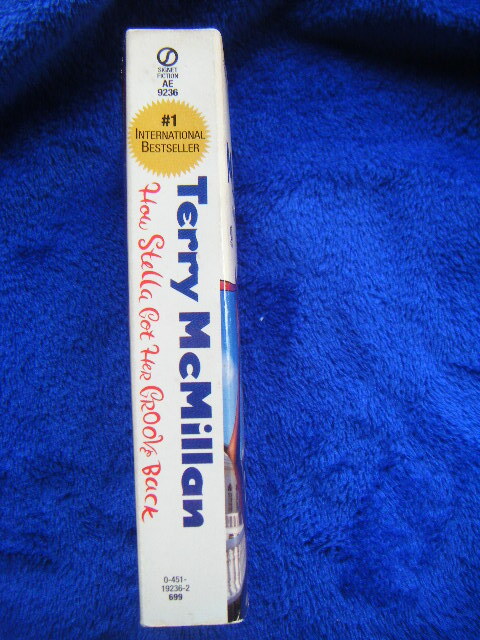 SIGNET
FICTION
AE
9236
#1
INTERNATIONAL
BESTSELLER
Terry McMillan
How Stella Got Her Groove Back
0-451-
19236-2
699